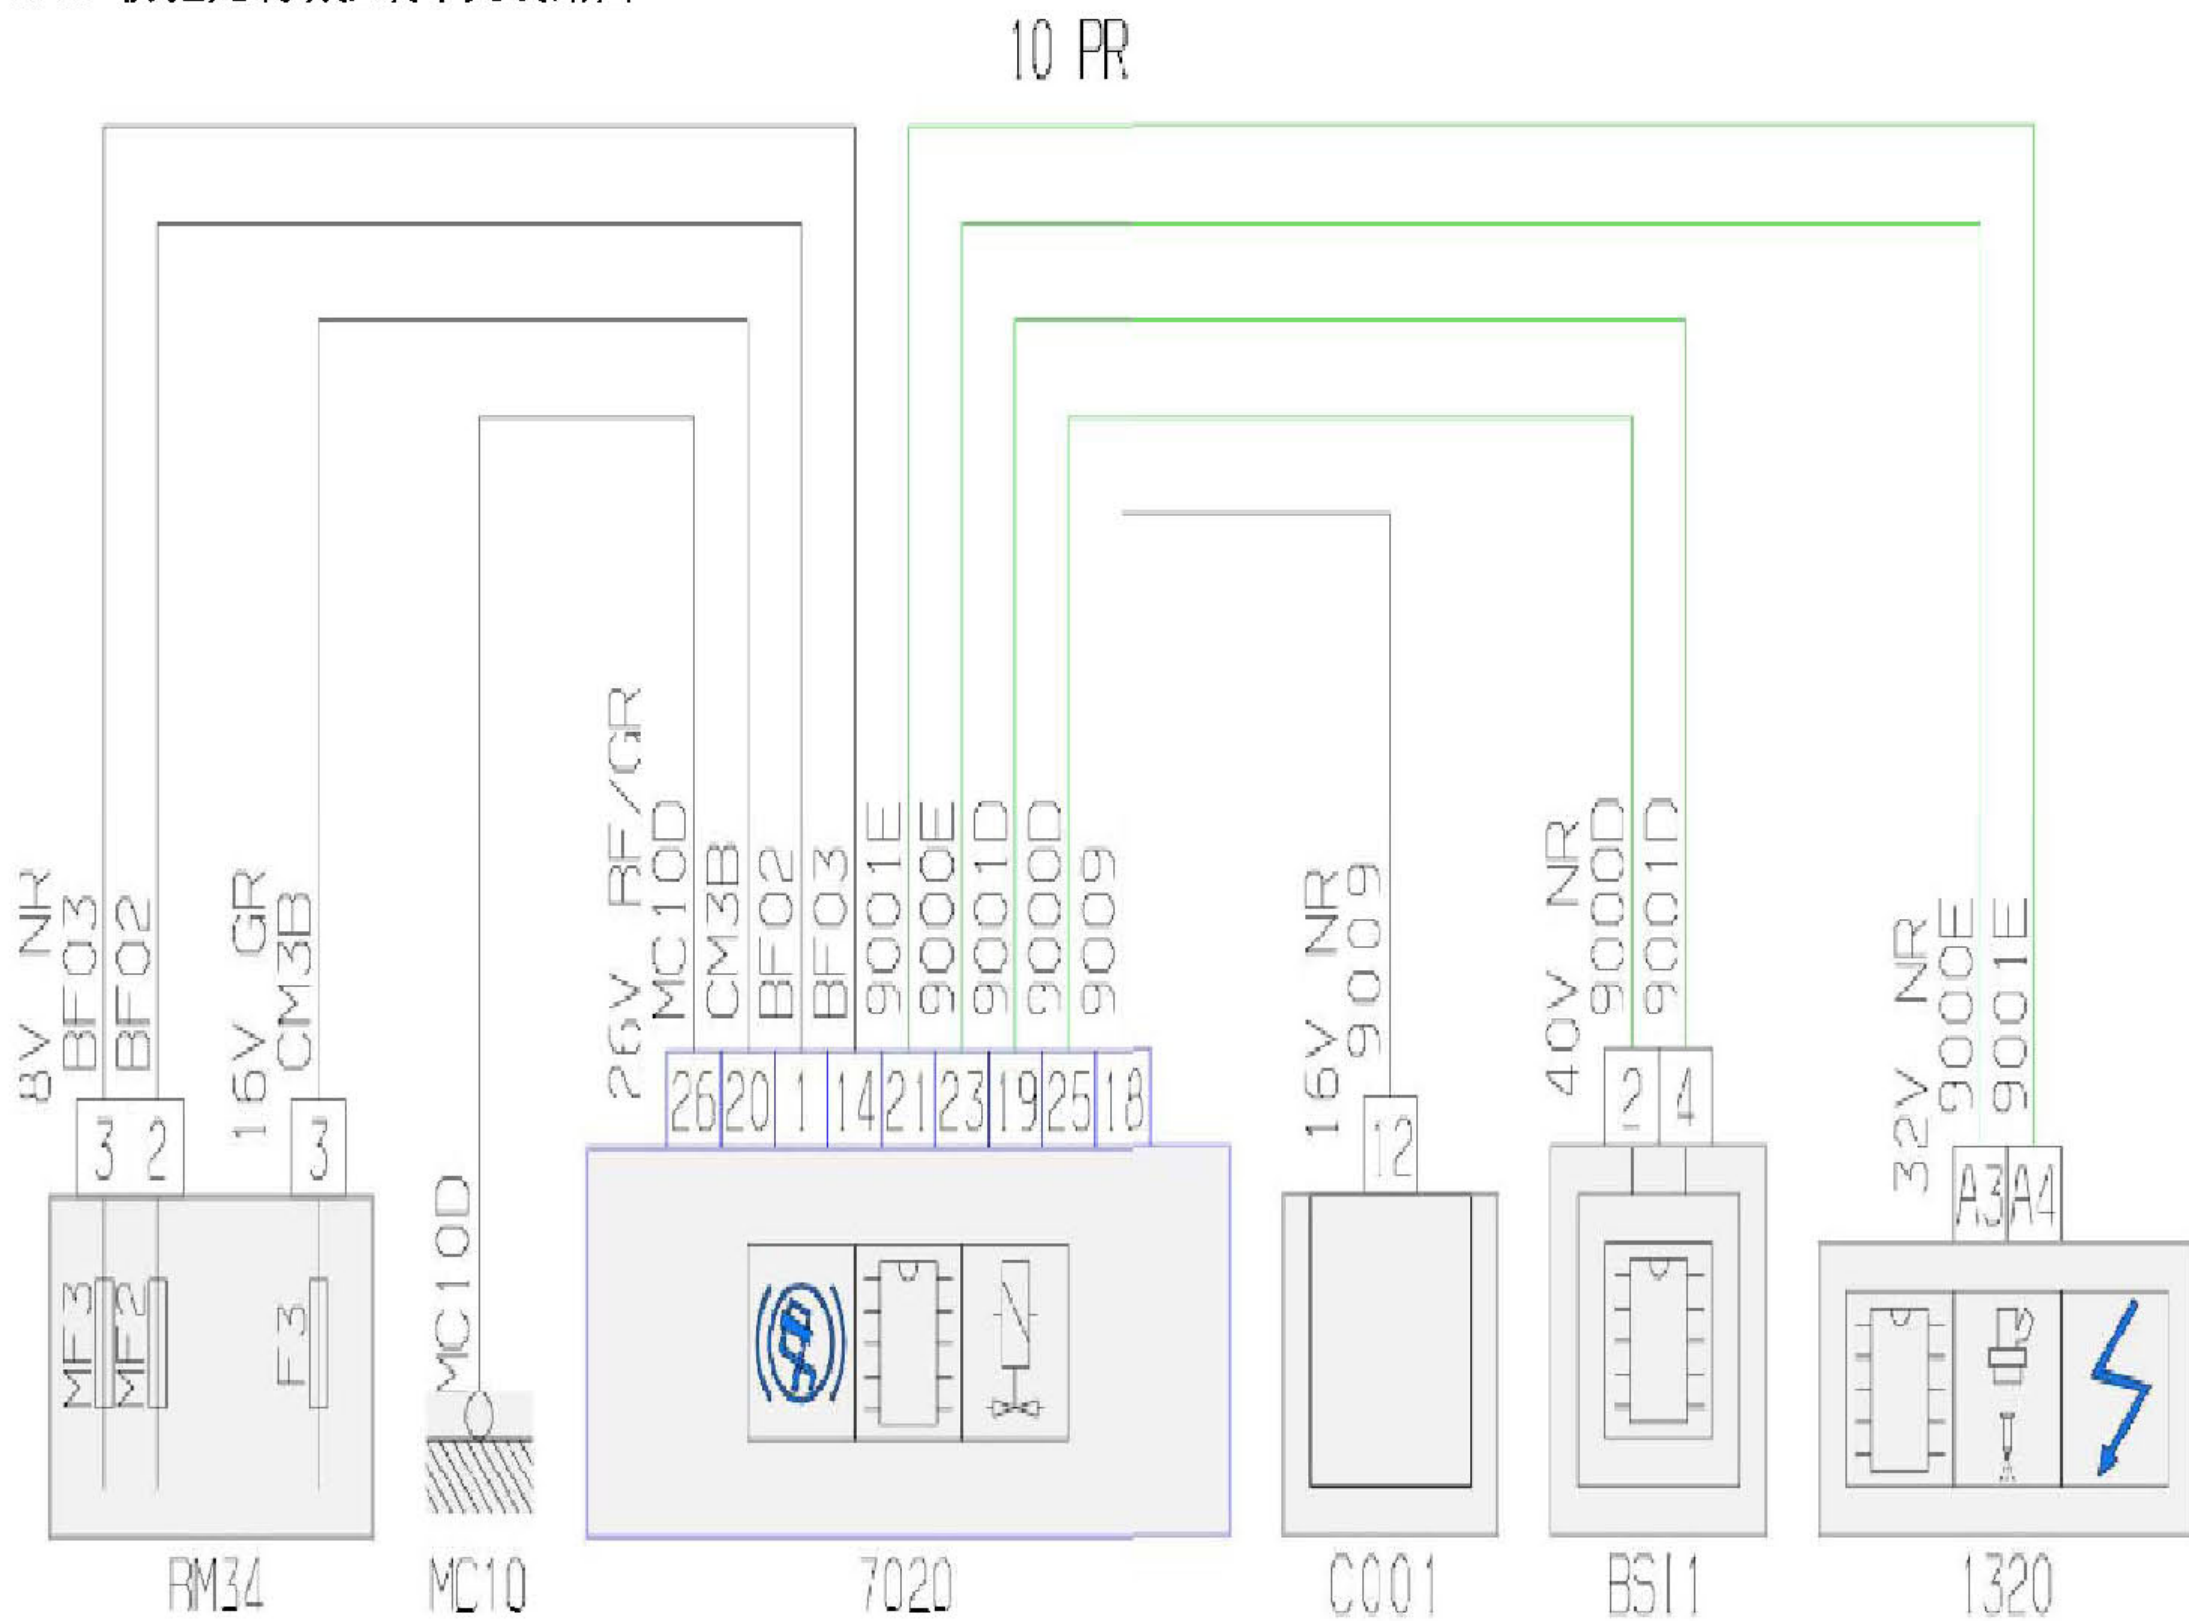 10 PR
8V NR
BF03
BF02
16V GR
CM3B
26V BF/GR
MC10D
CM3B
BF02
BF03
9001E
9000E
9001D
9000D
9009
16V NR
9009
40V NR
9000D
9001D
32V NR
9000E
9001E
3 2
3
26 20 1 14 21 23 19 25 18
12
2 4
A3 A4
MF3
MF2
F3
MC10D
RM34
MC10
7020
C001
BSI1
1320